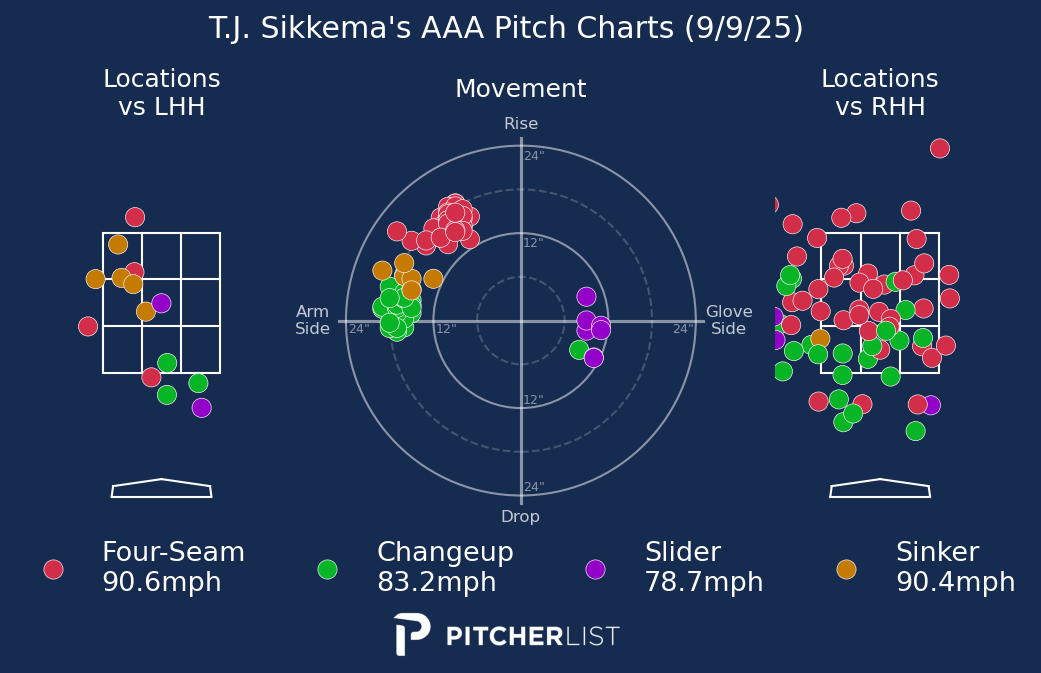 T.J. Sikkema's AAA Pitch Charts (9/9/25)
Locations
vs LHH
Movement
Locations
vs RHH
Rise
24"
12"
Arm
Side
24"
12"
24"
Glove
Side
12"
24"
Drop
Four-Seam
90.6mph
Changeup
83.2mph
Slider
78.7mph
Sinker
90.4mph
PITCHERLIST